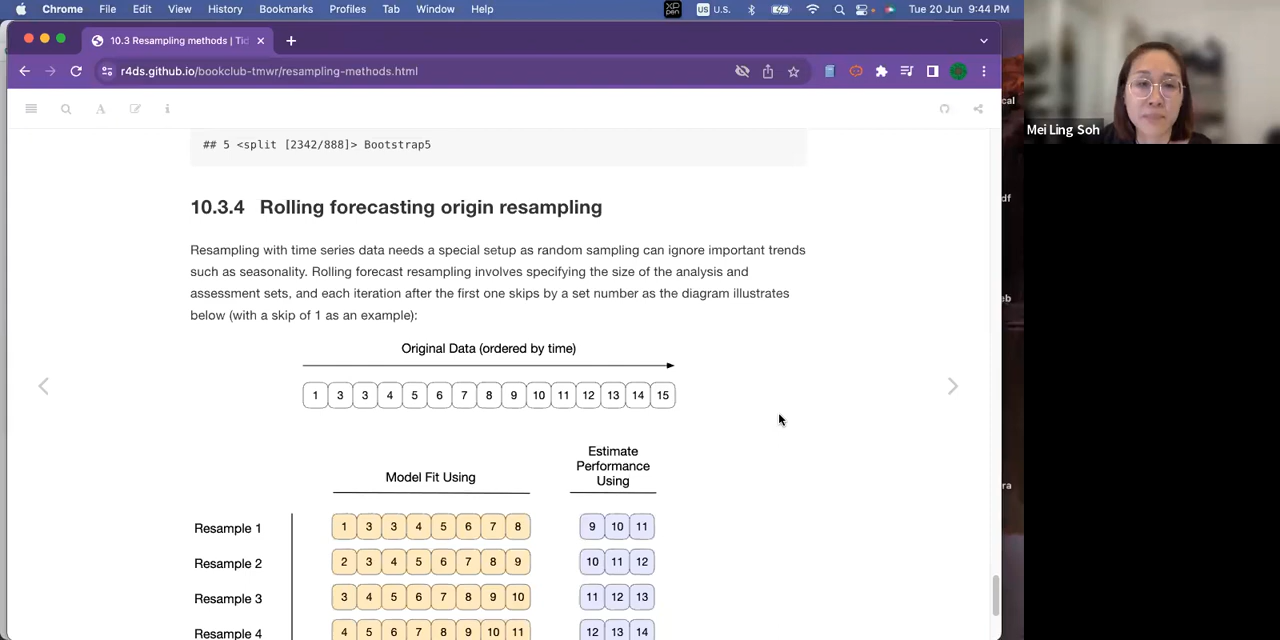 Chrome File Edit View History Bookmarks Profiles Tab Window Help XP PEN US U.S. Tue 20 Jun 9:44 PM
10.3 Resampling methods | Tid
r4ds.github.io/bookclub-tmwr/resampling-methods.html
## 5 <split [2342/888]> Bootstrap5
10.3.4 Rolling forecasting origin resampling
Resampling with time series data needs a special setup as random sampling can ignore important trends
such as seasonality. Rolling forecast resampling involves specifying the size of the analysis and
assessment sets, and each iteration after the first one skips by a set number as the diagram illustrates
below (with a skip of 1 as an example):
Original Data (ordered by time)
1 3 3 4 5 6 7 8 9 10 11 12 13 14 15
Estimate
Performance
Using
Model Fit Using
Resample 1 1 3 3 4 5 6 7 8 9 10 11
Resample 2 2 3 4 5 6 7 8 9 10 11 12
Resample 3 3 4 5 6 7 8 9 10 11 12 13
Resample 4 4 5 6 7 8 9 10 11 12 13 14
Mei Ling Soh
cal
df
eb
ra